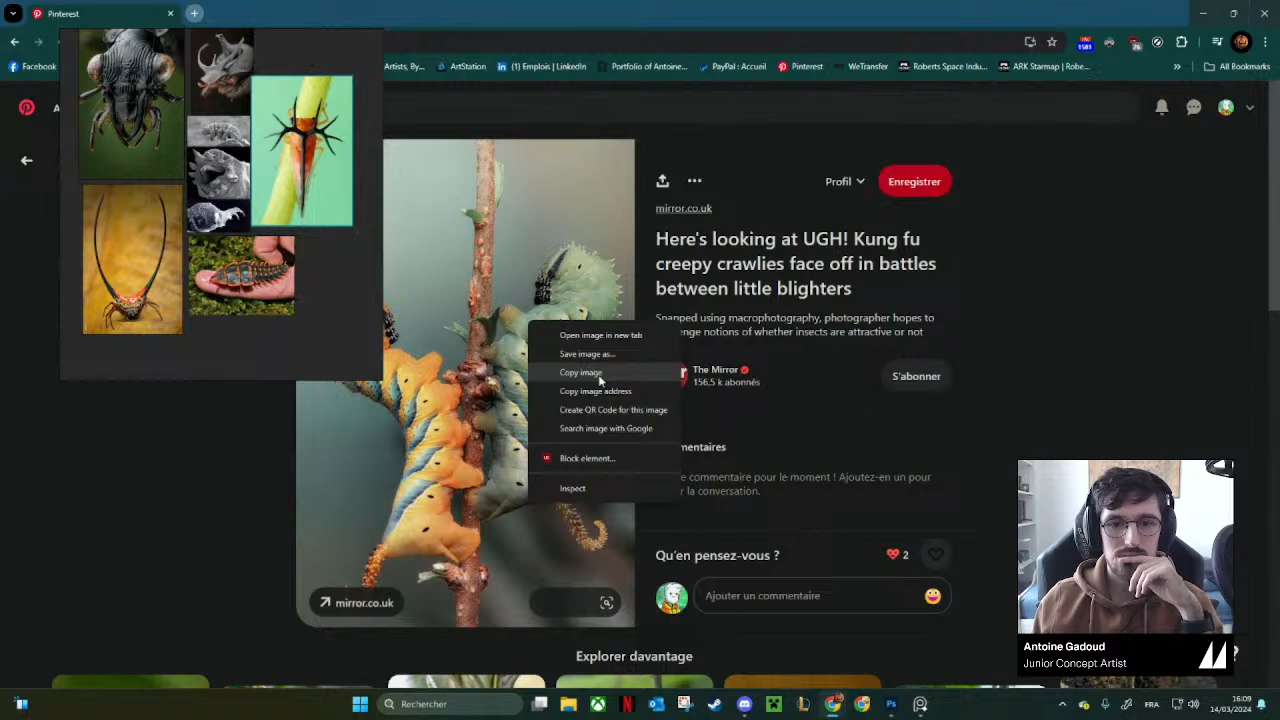 Pinterest
Facebook
Artists, By...
ArtStation
(1) Emplois | LinkedIn
Portfolio of Antoine...
PayPal : Accueil
Pinterest
WeTransfer
Roberts Space Indu...
ARK Starmap | Robe...
All Bookmarks
1581
76
Profil
Enregistrer
mirror.co.uk
Here's looking at UGH! Kung fu
creepy crawlies face off in battles
between little blighters
Snapped using macrophotography, photographer hopes to
enge notions of whether insects are attractive or not
The Mirror
156.5 k abonnés
S'abonner
Open image in new tab
Save image as...
Copy image
Copy image address
Create QR Code for this image
Search image with Google
Block element...
Inspect
mentaires
e commentaire pour le moment ! Ajoutez-en un pour
r la conversation.
Qu'en pensez-vous ?
2
Ajouter un commentaire
mirror.co.uk
Explorer davantage
Antoine Gadoud
Junior Concept Artist
Rechercher
FRA
16:09
14/03/2024